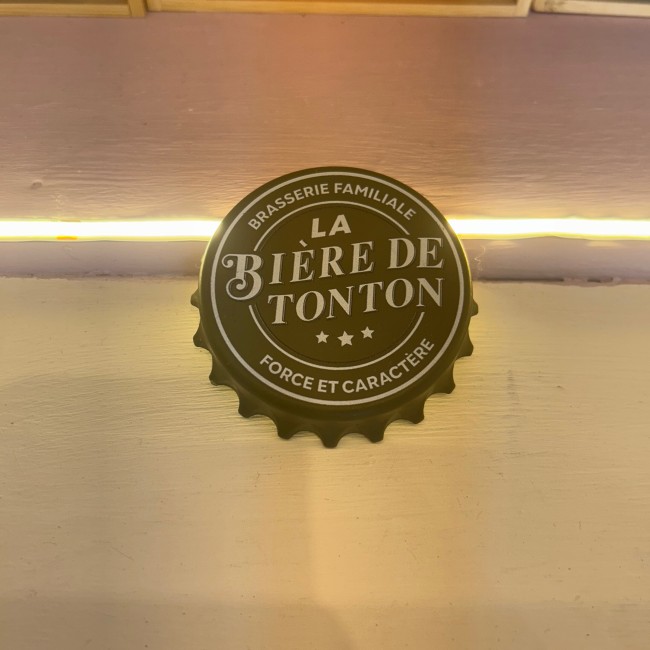 BRASSERIE FAMILIALE
LA
BIÈRE DE
TONTON
FORCE ET CARACTÈRE